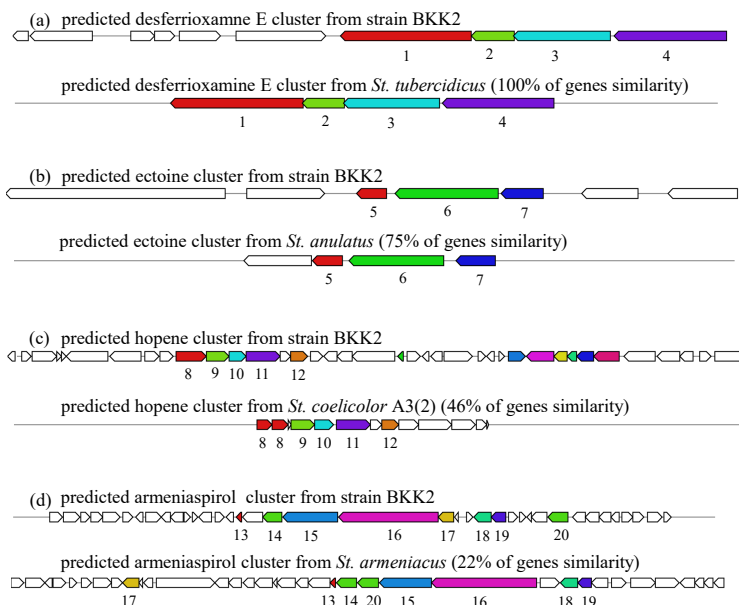 (a) predicted desferrioxamne E cluster from strain BKK2
1 2 3 4
predicted desferrioxamine E cluster from St. tubercidicus (100% of genes similarity)
1 2 3 4
(b) predicted ectoine cluster from strain BKK2
5 6 7
predicted ectoine cluster from St. anulatus (75% of genes similarity)
5 6 7
(c) predicted hopene cluster from strain BKK2
8 9 10 11 12
predicted hopene cluster from St. coelicolor A3(2) (46% of genes similarity)
8 8 9 10 11 12
(d) predicted armeniaspirol cluster from strain BKK2
13 14 15 16 17 18 19 20
predicted armeniaspirol cluster from St. armeniacus (22% of genes similarity)
17 13 14 20 15 16 18 19